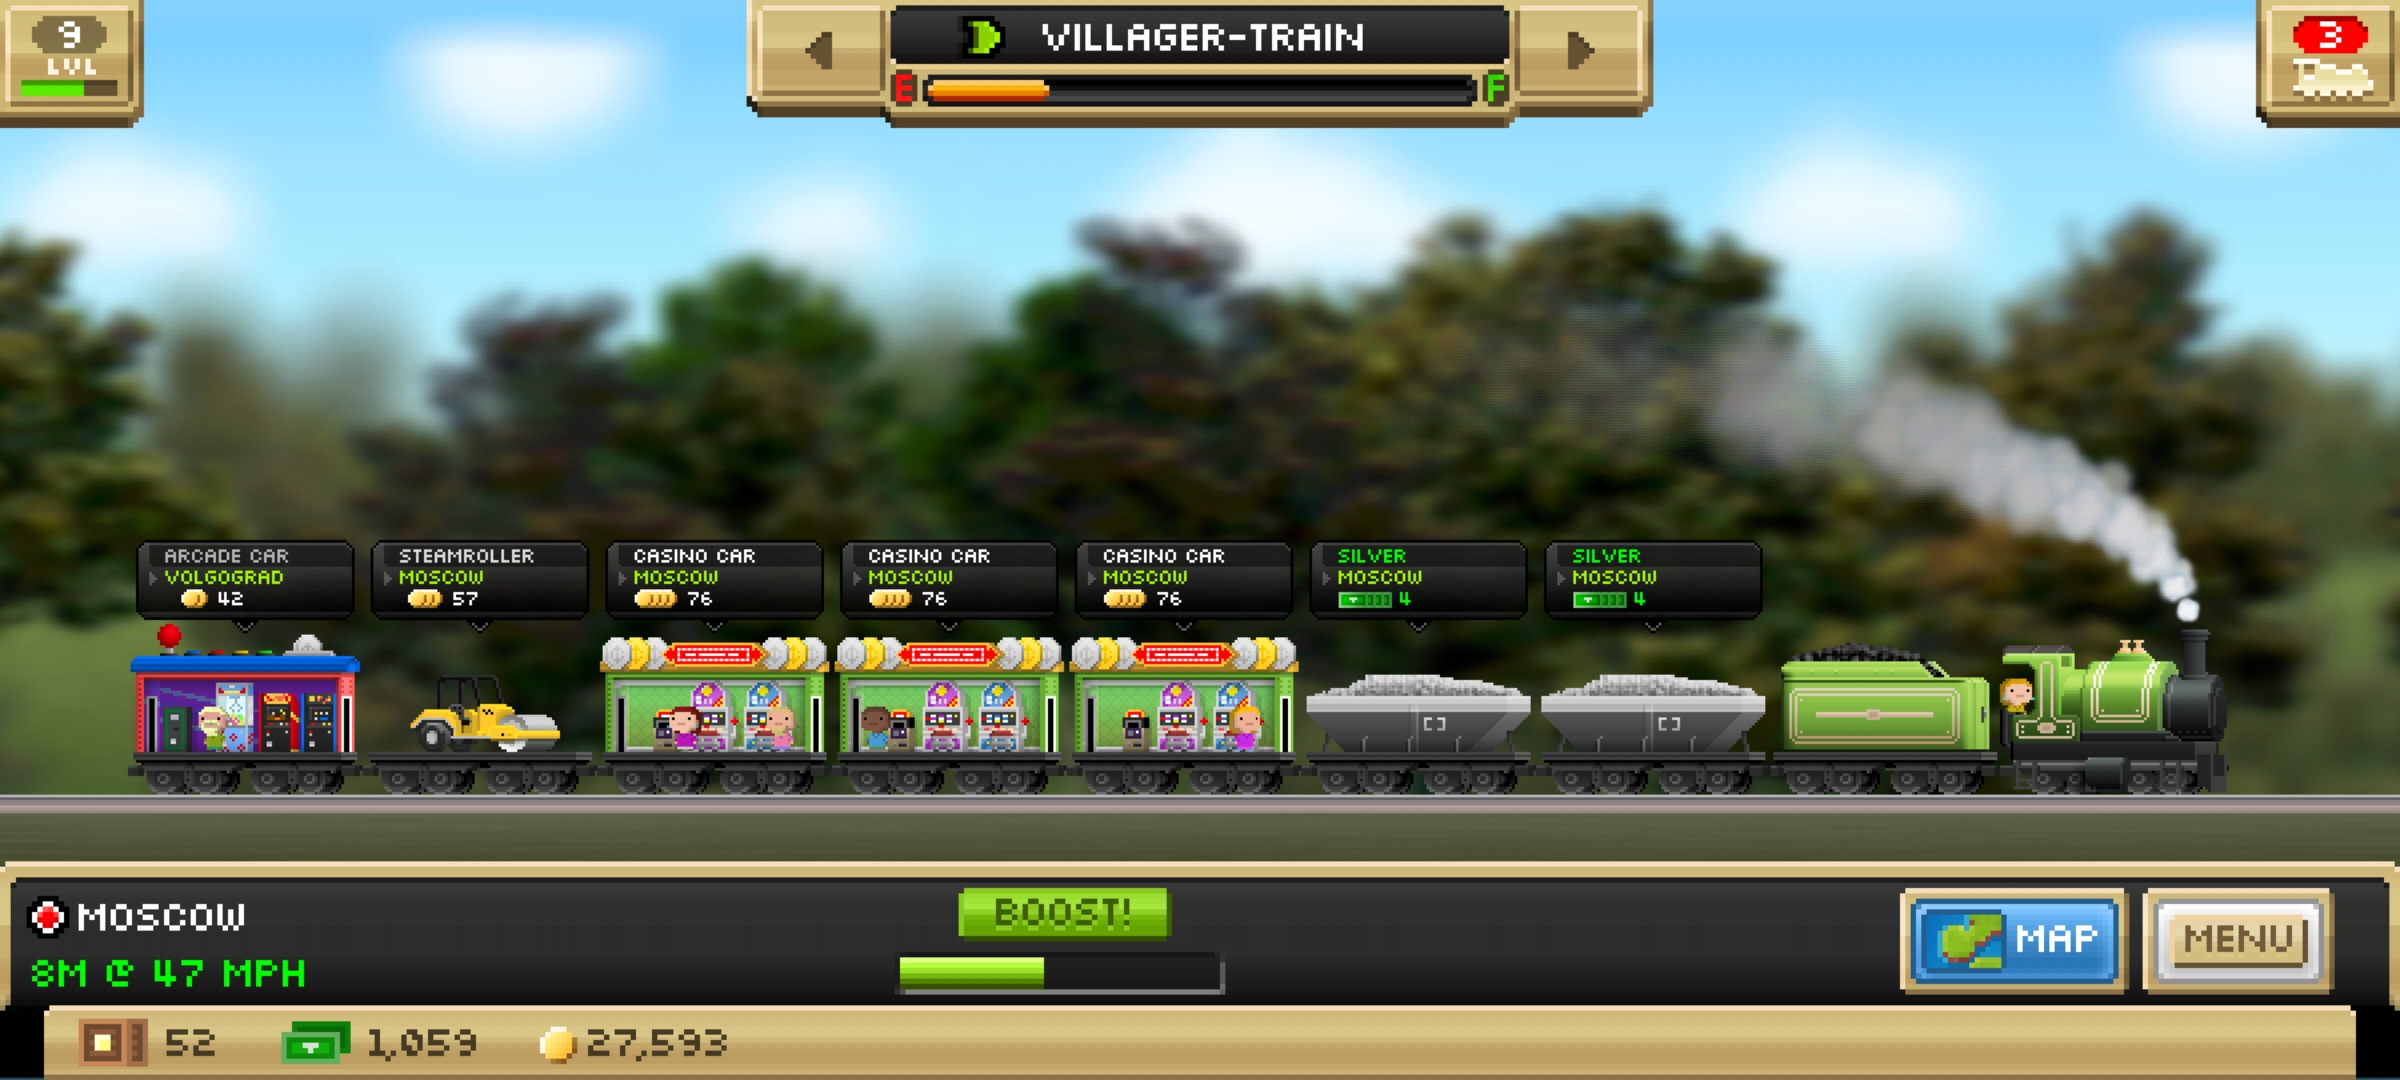 9
LVL
VILLAGER-TRAIN
E F
3
ARCADE CAR
VOLGOGRAD
42
STEAMROLLER
MOSCOW
57
CASINO CAR
MOSCOW
76
CASINO CAR
MOSCOW
76
CASINO CAR
MOSCOW
76
SILVER
MOSCOW
4
SILVER
MOSCOW
4
MOSCOW
8M @ 47 MPH
BOOST!
MAP
MENU
52
1,059
27,593